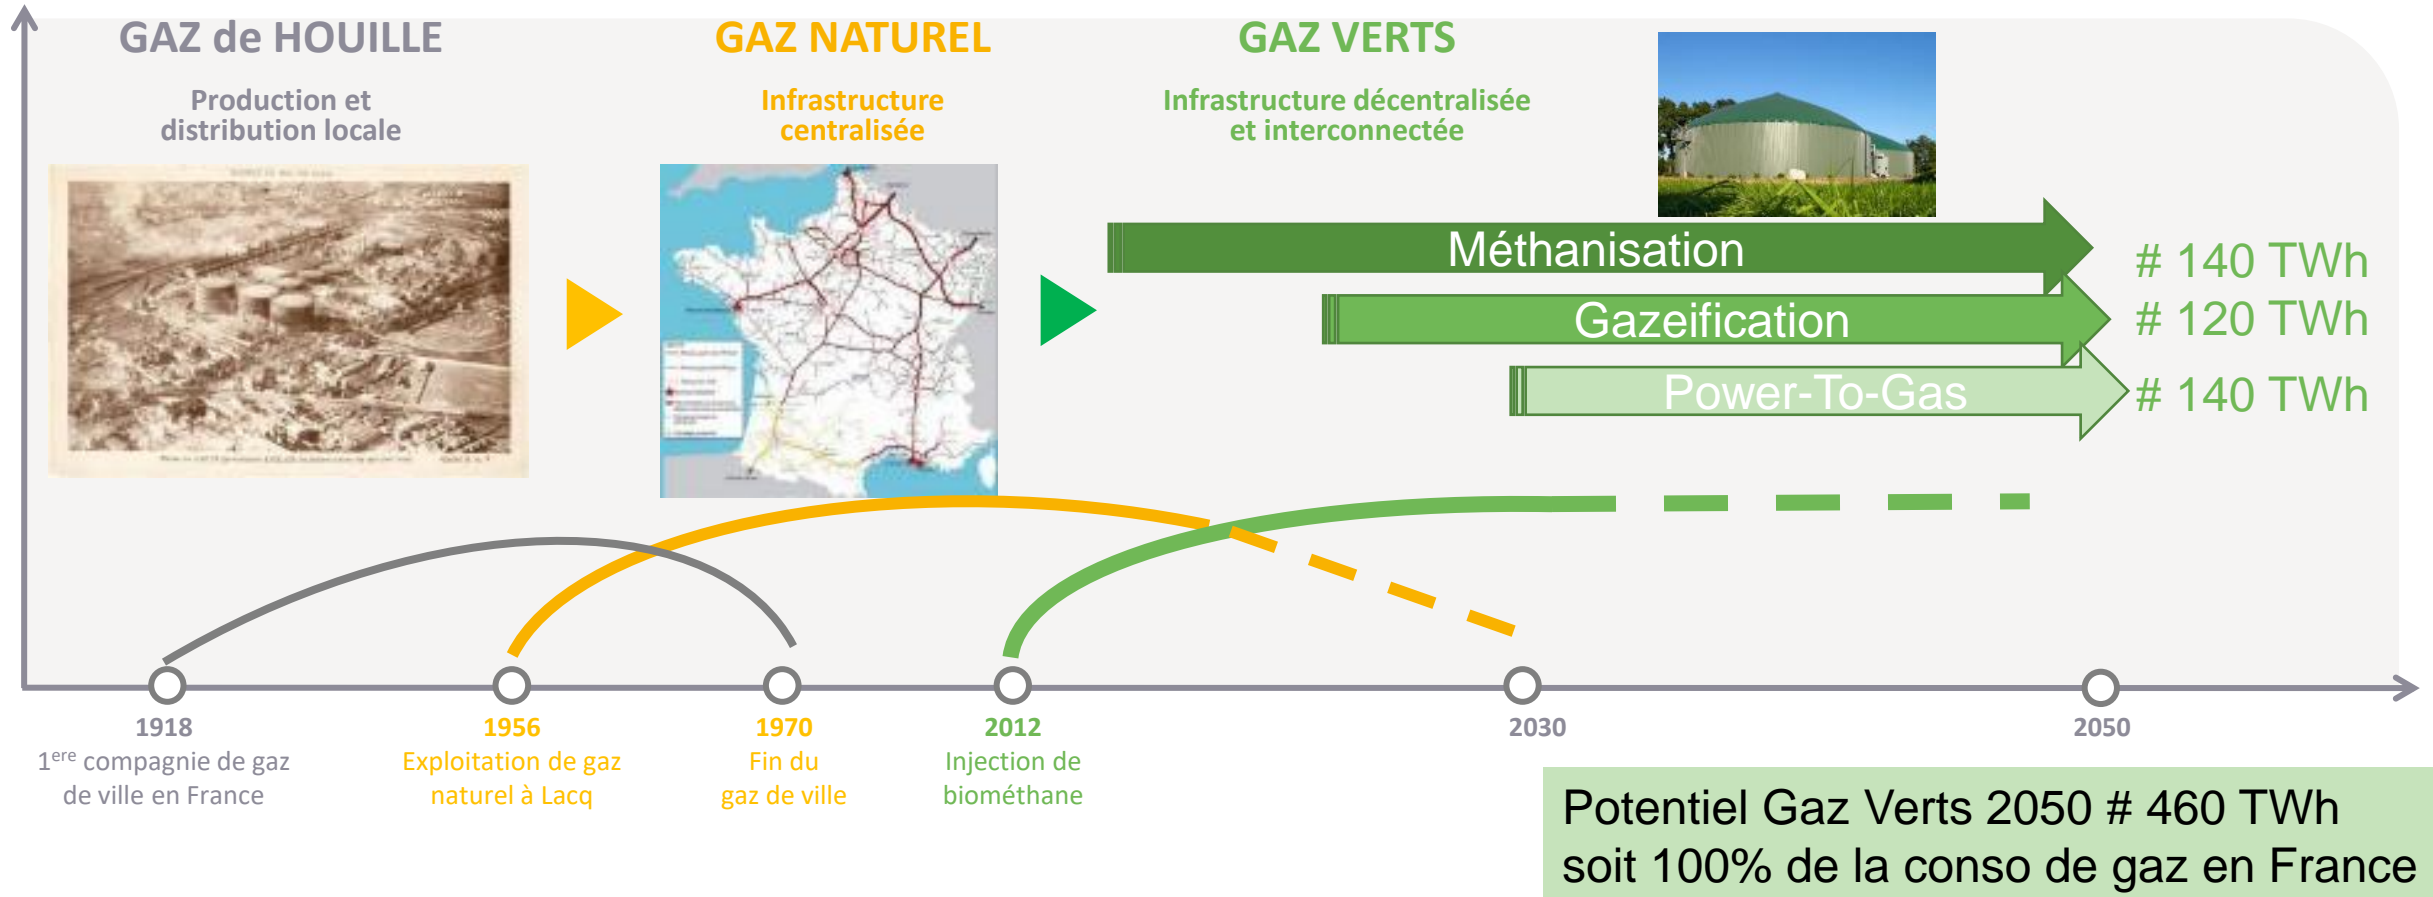 GAZ de HOUILLE
Production et
distribution locale
GAZ NATUREL
Infrastructure
centralisée
GAZ VERTS
Infrastructure décentralisée
et interconnectée
Méthanisation
# 140 TWh
Gazeification
# 120 TWh
Power-To-Gas
# 140 TWh
1918
1ere compagnie de gaz
de ville en France
1956
Exploitation de gaz
naturel à Lacq
1970
Fin du
gaz de ville
2012
Injection de
biométhane
2030
2050
Potentiel Gaz Verts 2050 # 460 TWh
soit 100% de la conso de gaz en France